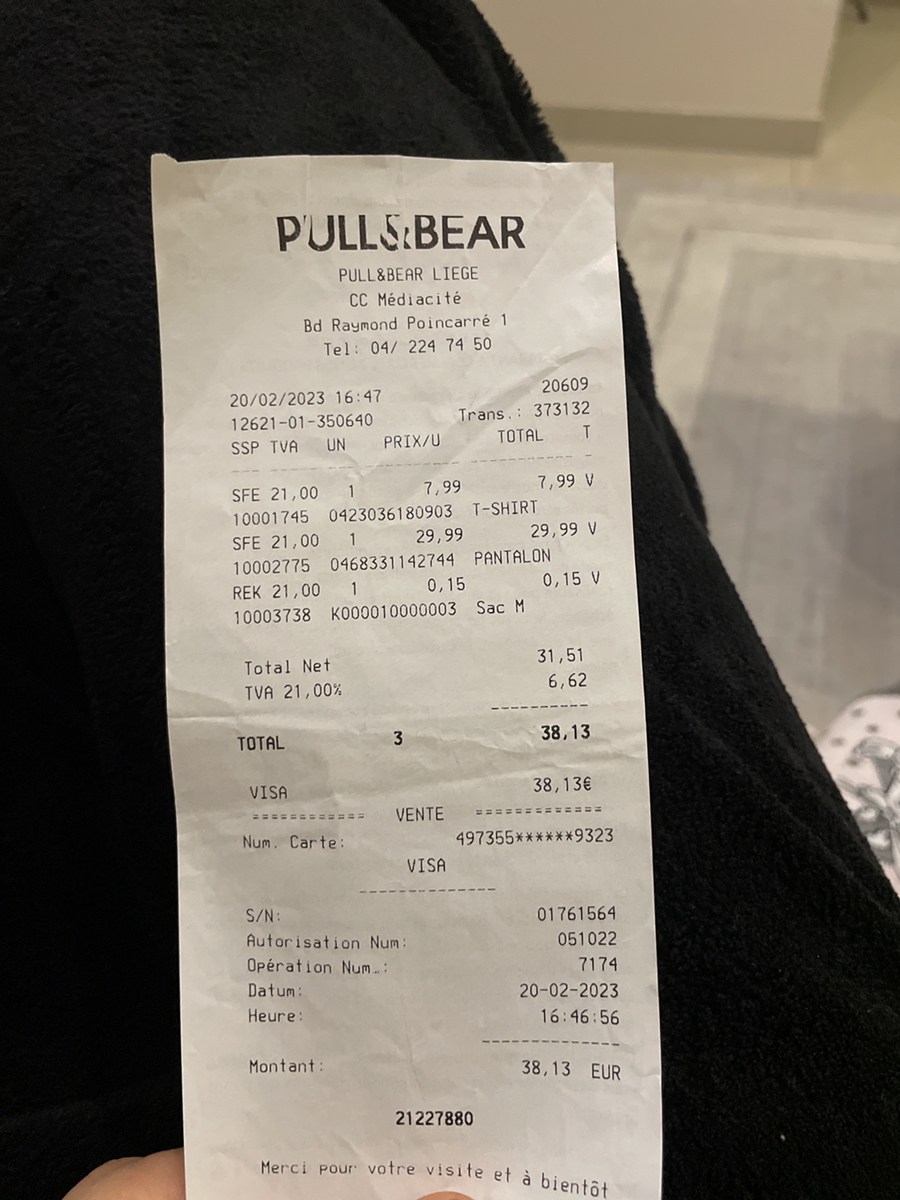 PULL&BEAR
PULL&BEAR LIEGE
CC Médiacité
Bd Raymond Poincarré 1
Tel: 04/ 224 74 50
20/02/2023 16:47 20609
12621-01-350640 Trans.: 373132
SSP TVA UN PRIX/U TOTAL T
SFE 21,00 1 7,99 7,99 V
10001745 0423036180903 T-SHIRT
SFE 21,00 1 29,99 29,99 V
10002775 0468331142744 PANTALON
REK 21,00 1 0,15 0,15 V
10003738 K000010000003 Sac M
Total Net 31,51
TVA 21,00% 6,62
----------
TOTAL 3 38,13
VISA 38,13€
============ VENTE =============
Num. Carte: 497355******9323
VISA
--------------
S/N: 01761564
Autorisation Num: 051022
Opération Num.: 7174
Datum: 20-02-2023
Heure: 16:46:56
--------------
Montant: 38,13 EUR
21227880
Merci pour votre visite et à bientôt